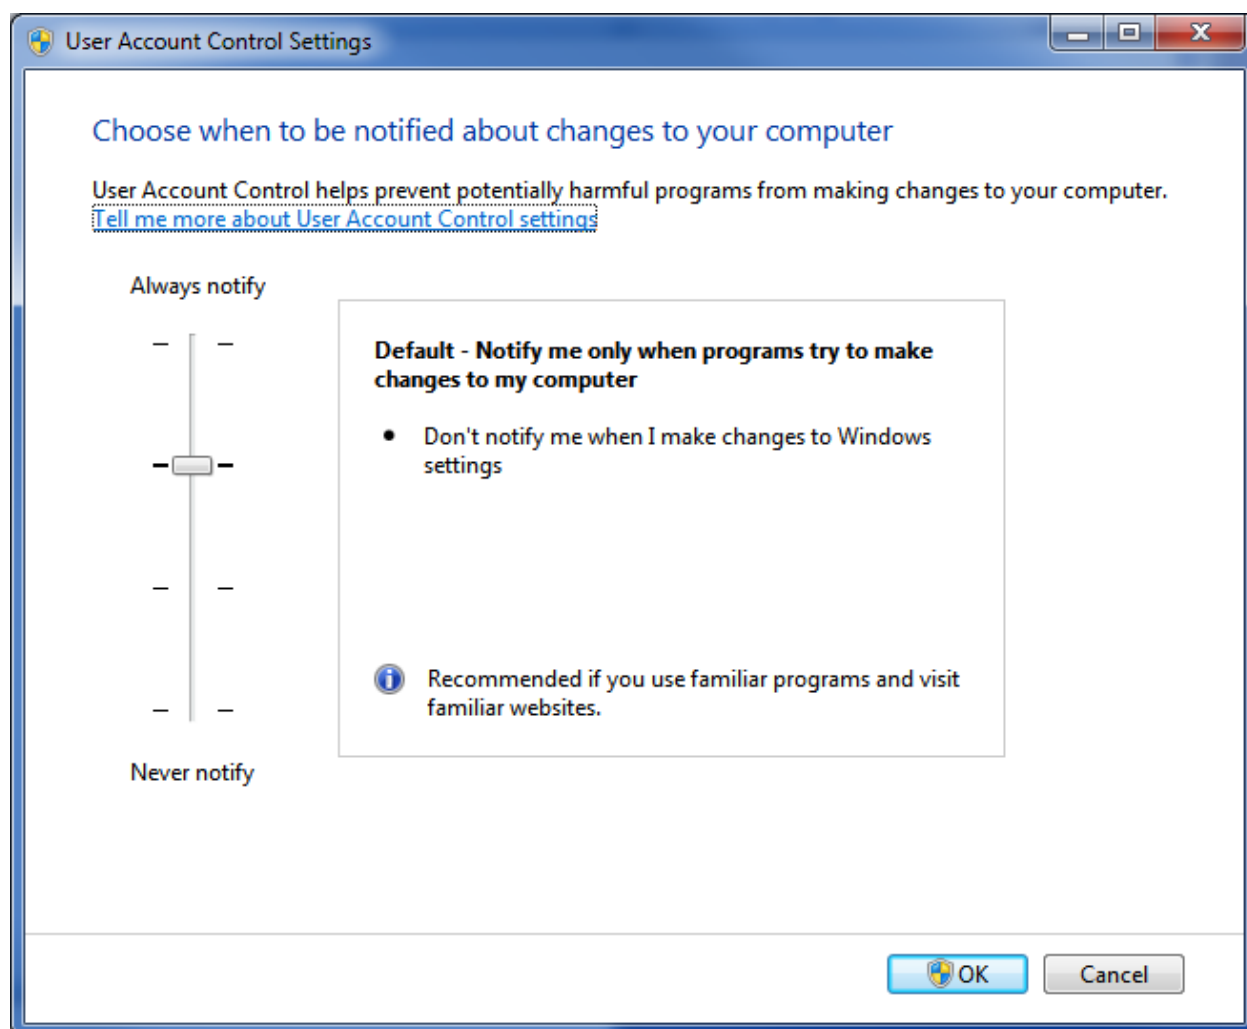 User Account Control Settings
Choose when to be notified about changes to your computer
User Account Control helps prevent potentially harmful programs from making changes to your computer.
Tell me more about User Account Control settings
Always notify
Default - Notify me only when programs try to make
changes to my computer
• Don't notify me when I make changes to Windows
settings
Recommended if you use familiar programs and visit
familiar websites.
Never notify
OK
Cancel